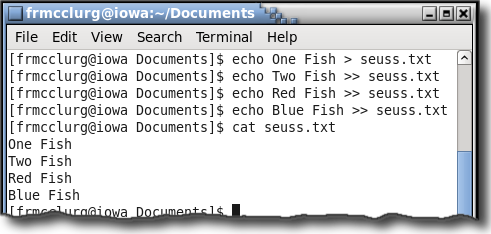 frmcclurg@iowa:~/Documents
File Edit View Search Terminal Help
[frmcclurg@iowa Documents]$ echo One Fish > seuss.txt
[frmcclurg@iowa Documents]$ echo Two Fish >> seuss.txt
[frmcclurg@iowa Documents]$ echo Red Fish >> seuss.txt
[frmcclurg@iowa Documents]$ echo Blue Fish >> seuss.txt
[frmcclurg@iowa Documents]$ cat seuss.txt
One Fish
Two Fish
Red Fish
Blue Fish
[frmcclurg@iowa Documents]$